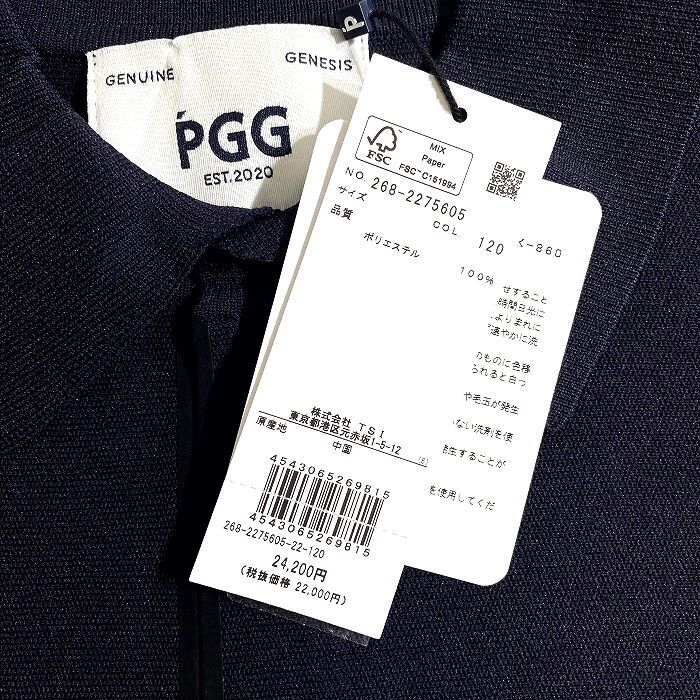 GENUINE GENESIS
PGG
EST.2020
P
FSC
MIX
Paper
FSC C161984
NO. 268-2275605
サイズ COL. 120 く-860
品質
ポリエステル 100%
せすること
時間日光に
よりまれに
速やかに洗
のものに色移
られると白っ
や毛玉が発生
ない洗剤を使
生することが
を使用してくだ
株式会社 TSI
東京都港区元赤坂1-5-12
原産地 中国
4543065269815
4543065269815
268-2275605-22-120
24,200円
(税抜価格 22,000円)